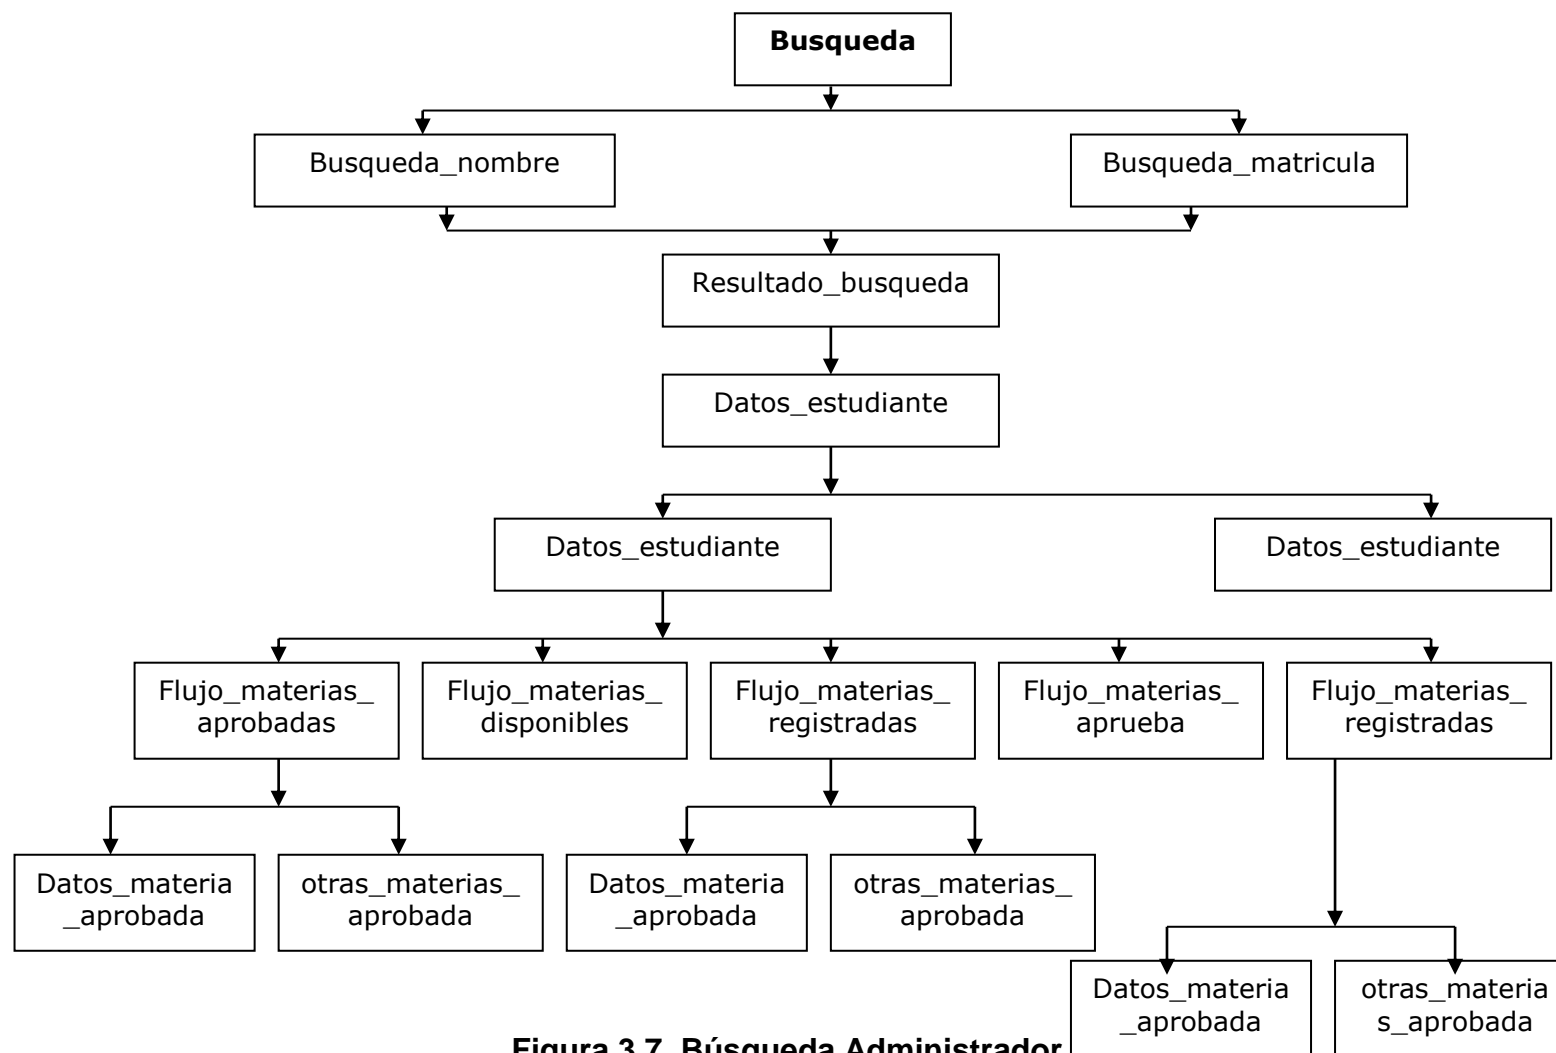 Busqueda
Busqueda_nombre
Busqueda_matricula
Resultado_busqueda
Datos_estudiante
Datos_estudiante
Datos_estudiante
Flujo_materias_
aprobadas
Flujo_materias_
disponibles
Flujo_materias_
registradas
Flujo_materias_
aprueba
Flujo_materias_
registradas
Datos_materia
_aprobada
otras_materias_
aprobada
Datos_materia
_aprobada
otras_materias_
aprobada
Datos_materia
_aprobada
otras_materia
s_aprobada
Figura 3.7 Búsqueda Administrador